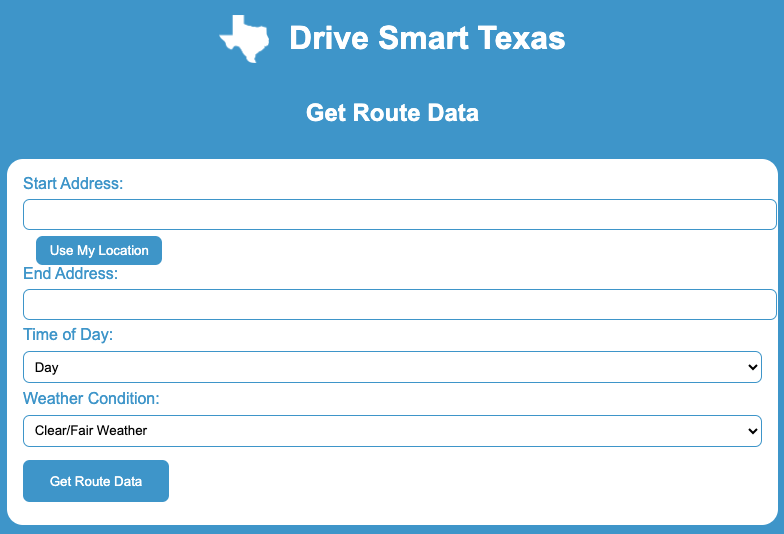 Drive Smart Texas
Get Route Data
Start Address:
Use My Location
End Address:
Time of Day:
Day
Weather Condition:
Clear/Fair Weather
Get Route Data